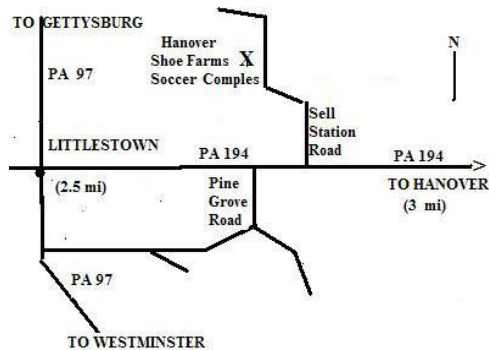 TO GETTYSBURG
Hanover
Shoe Farms X
Soccer Comples
N
PA 97
Sell
Station
Road
LITTLESTOWN
PA 194
PA 194
(2.5 mi)
Pine
Grove
Road
TO HANOVER
(3 mi)
PA 97
TO WESTMINSTER